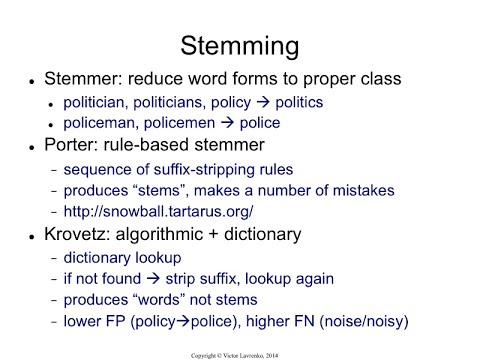 Stemming
• Stemmer: reduce word forms to proper class
• politician, politicians, policy → politics
• policeman, policemen → police
• Porter: rule-based stemmer
– sequence of suffix-stripping rules
– produces “stems”, makes a number of mistakes
– http://snowball.tartarus.org/
• Krovetz: algorithmic + dictionary
– dictionary lookup
– if not found → strip suffix, lookup again
– produces “words” not stems
– lower FP (policy→police), higher FN (noise/noisy)
Copyright © Victor Lavrenko, 2014